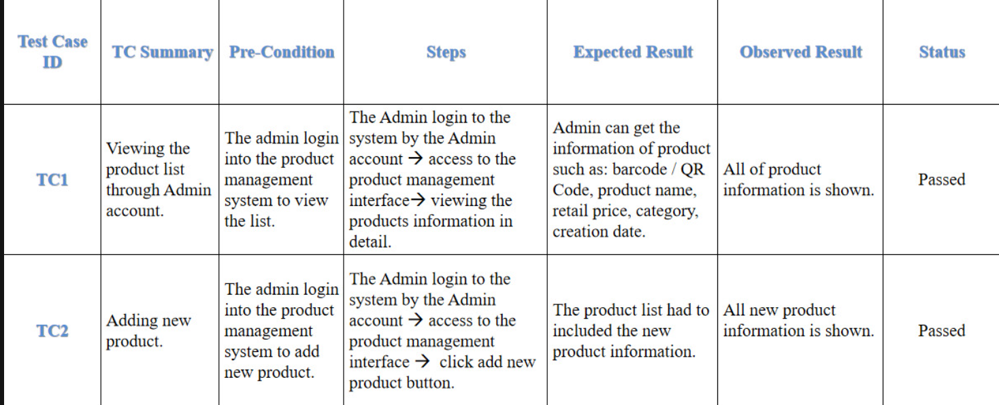 Test Case
ID
TC Summary
Pre-Condition
Steps
Expected Result
Observed Result
Status
TC1
Viewing the
product list
through Admin
account.
The admin login
into the product
management
system to view
the list.
The Admin login to the
system by the Admin
account → access to the
product management
interface→ viewing the
products information in
detail.
Admin can get the
information of product
such as: barcode / QR
Code, product name,
retail price, category,
creation date.
All of product
information is shown.
Passed
TC2
Adding new
product.
The admin login
into the product
management
system to add
new product.
The Admin login to the
system by the Admin
account → access to the
product management
interface → click add new
product button.
The product list had to
included the new
product information.
All new product
information is shown.
Passed